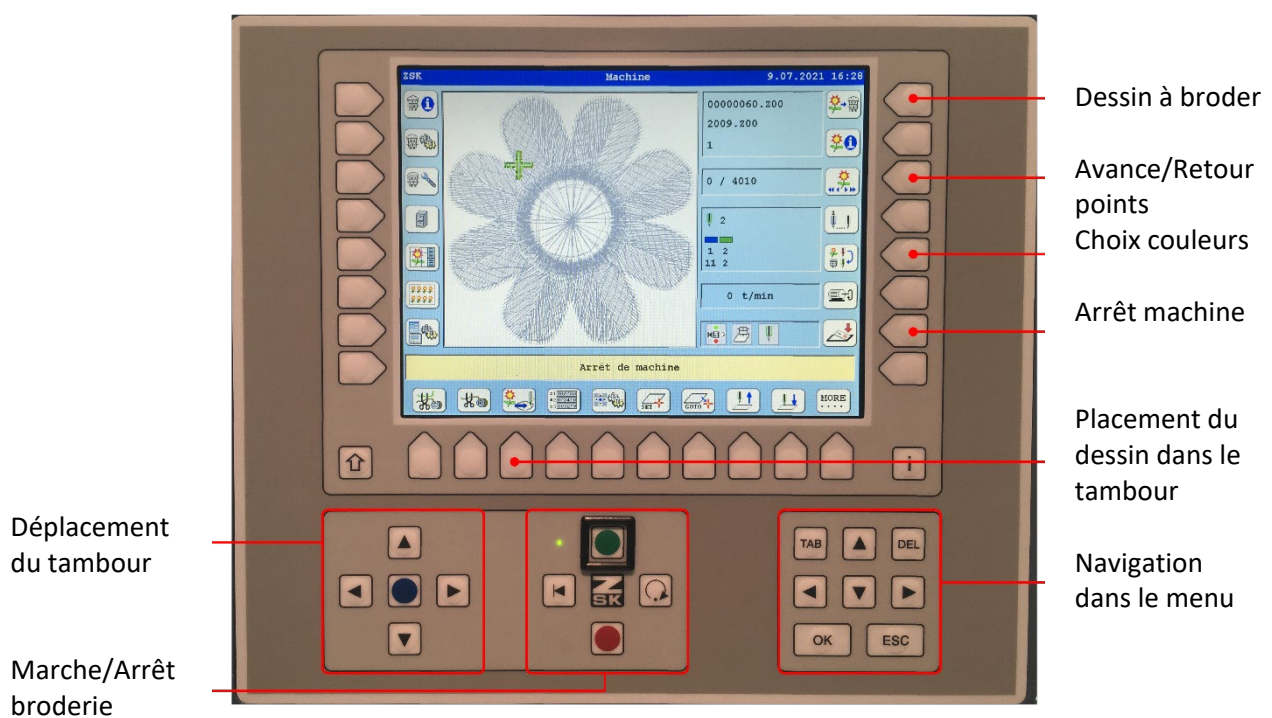 ZSK Machine 9.07.2021 16:28
00000060.Z00
2009.Z00
1
0 / 4010
2
1 2
11 2
0 t/min
Arrêt de machine
SET
GOTO
MORE
i
TAB
DEL
OK
ESC
ZSK
Dessin à broder
Avance/Retour
points
Choix couleurs
Arrêt machine
Placement du
dessin dans le
tambour
Navigation
dans le menu
Déplacement
du tambour
Marche/Arrêt
broderie